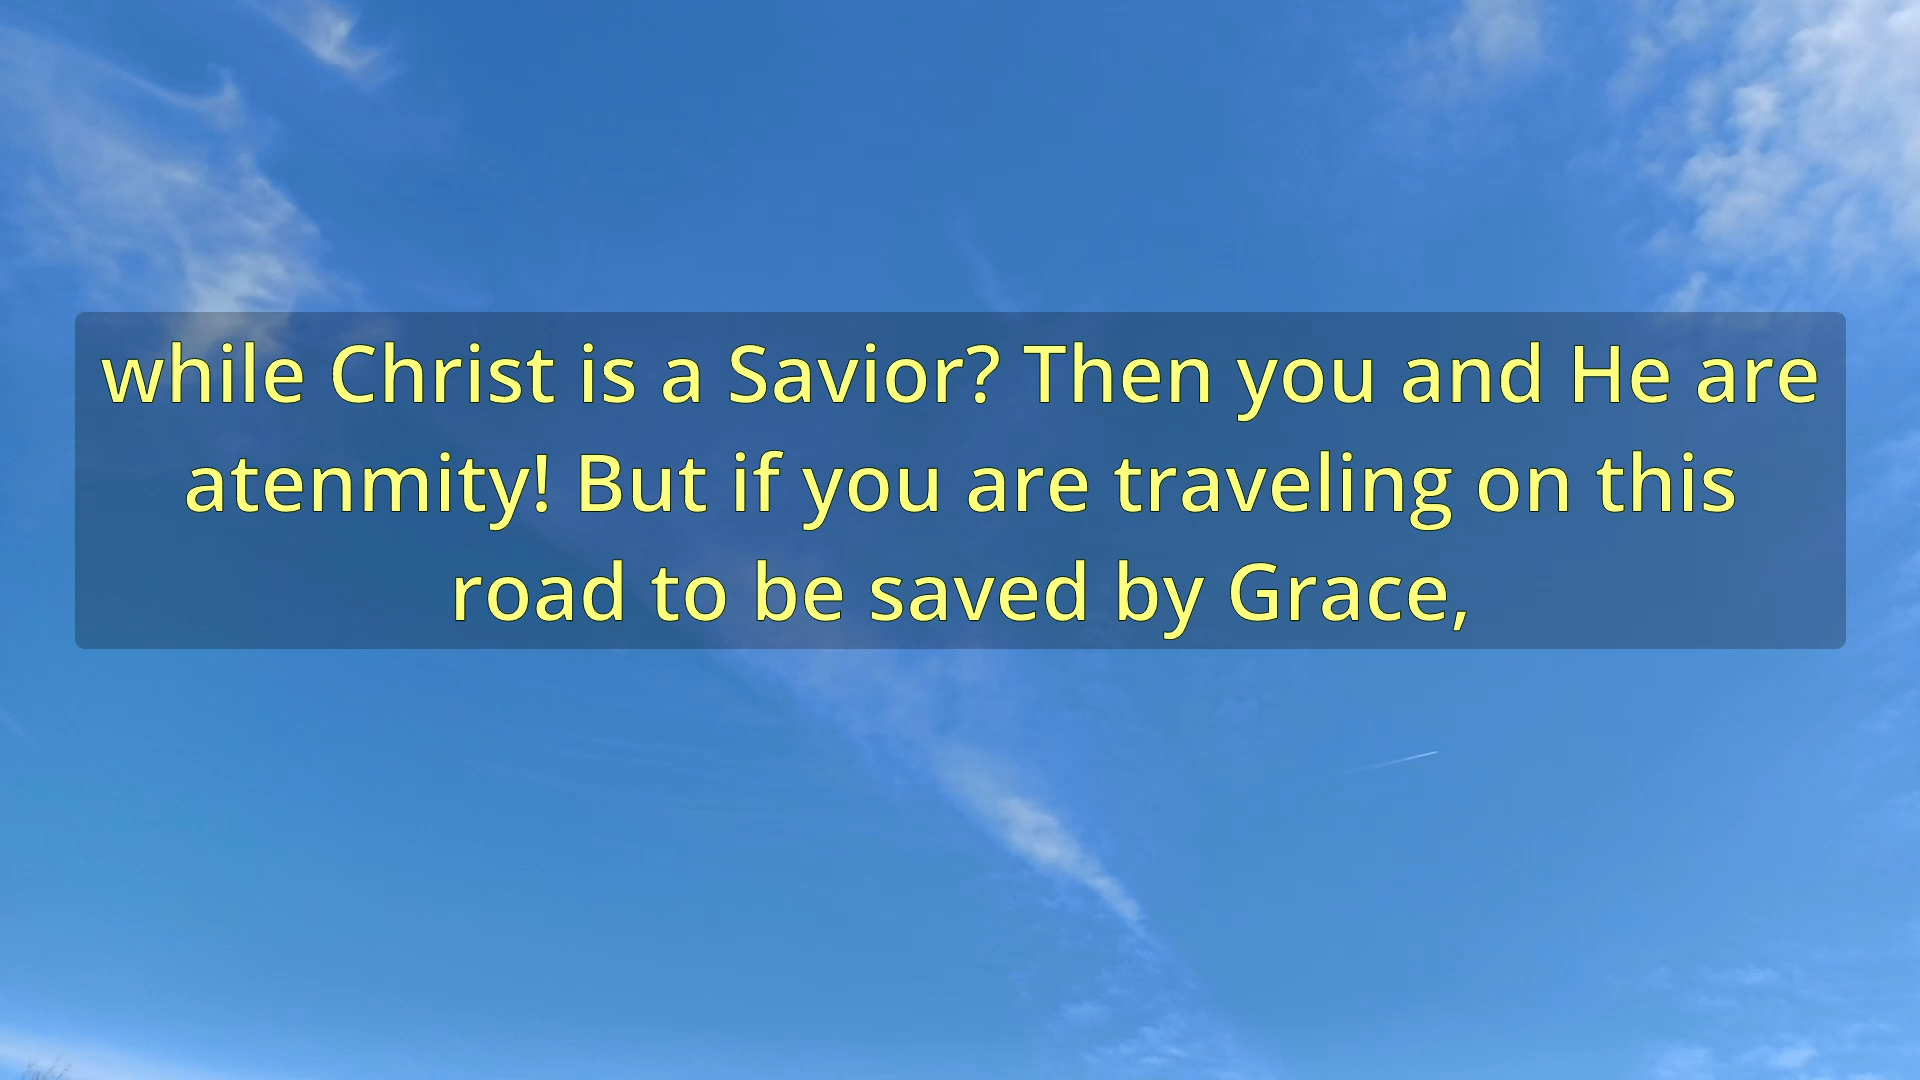 while Christ is a Savior? Then you and He are
atenmity! But if you are traveling on this
road to be saved by Grace,